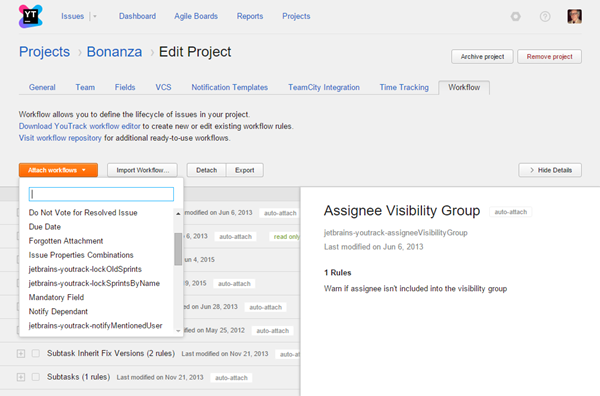 YT
Issues
Dashboard
Agile Boards
Reports
Projects
Projects › Bonanza › Edit Project
Archive project
Remove project
General
Team
Fields
VCS
Notification Templates
TeamCity Integration
Time Tracking
Workflow
Workflow allows you to define the lifecycle of issues in your project.
Download YouTrack workflow editor to create new or edit existing workflow rules.
Visit workflow repository for additional ready-to-use workflows.
Attach workflows
Import Workflow...
Detach
Export
Hide Details
Do Not Vote for Resolved Issue
Due Date
Forgotten Attachment
Issue Properties Combinations
jetbrains-youtrack-lockOldSprints
jetbrains-youtrack-lockSprintsByName
Mandatory Field
Notify Dependant
jetbrains-youtrack-notifyMentionedUser
modified on Jun 6, 2013 auto-attach
6, 2013 auto-attach read only
4, 2015
9, 2015 auto-attach
on Jun 28, 2013 auto-attach
on May 25, 2012 auto-attach
Subtask Inherit Fix Versions (2 rules) Last modified on Nov 21, 2013 auto-attach
Subtasks (1 rules) Last modified on Nov 21, 2013 auto-attach
Assignee Visibility Group auto-attach
jetbrains-youtrack-assigneeVisibilityGroup
Last modified on Jun 6, 2013
1 Rules
Warn if assignee isn't included into the visibility group